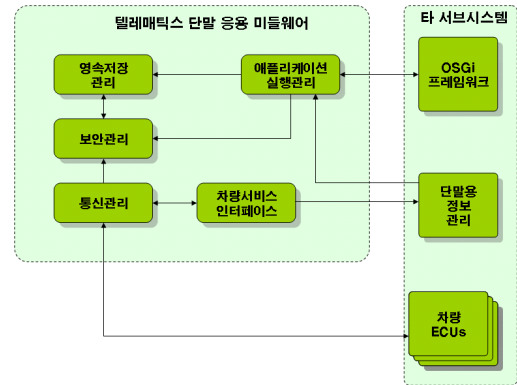 텔레매틱스 단말 응용 미들웨어
타 서브시스템
영속저장
관리
애플리케이션
실행관리
OSGi
프레임워크
보안관리
통신관리
차량서비스
인터페이스
단말용
정보
관리
차량
ECUs